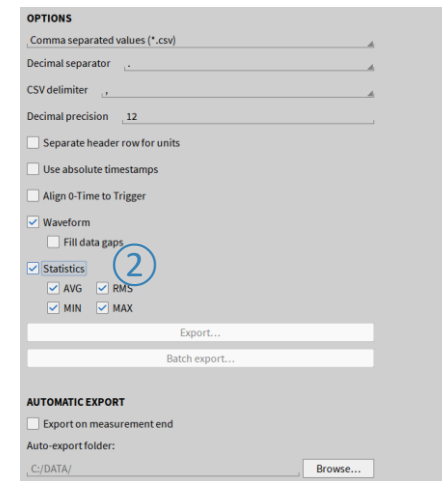 OPTIONS
Comma separated values (*.csv)
Decimal separator .
CSV delimiter ,
Decimal precision 12
Separate header row for units
Use absolute timestamps
Align 0-Time to Trigger
Waveform
Fill data gaps
Statistics
2
AVG RMS
MIN MAX
Export...
Batch export...
AUTOMATIC EXPORT
Export on measurement end
Auto-export folder:
C:/DATA/ Browse...